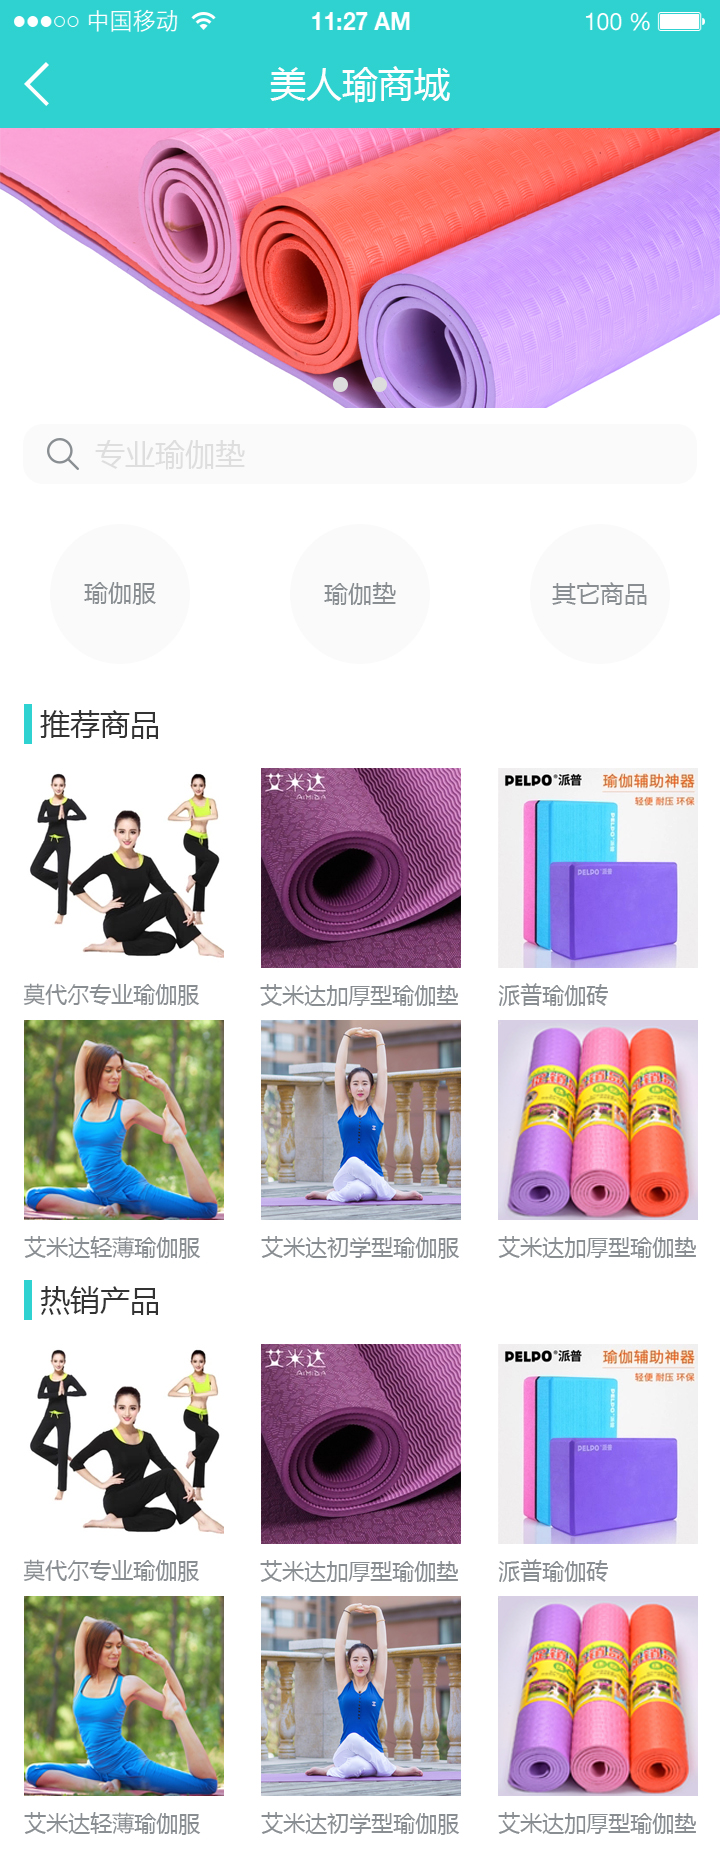 中国移动
11:27 AM
100 %
美人瑜商城
专业瑜伽垫
瑜伽服
瑜伽垫
其它商品
推荐商品
艾米达
AiMiDA
PELPO®派普
瑜伽辅助神器
轻便 耐压 环保
PELPO®派普
莫代尔专业瑜伽服
艾米达加厚型瑜伽垫
派普瑜伽砖
艾米达轻薄瑜伽服
艾米达初学型瑜伽服
艾米达加厚型瑜伽垫
热销产品
艾米达
AiMiDA
PELPO®派普
瑜伽辅助神器
轻便 耐压 环保
PELPO®派普
莫代尔专业瑜伽服
艾米达加厚型瑜伽垫
派普瑜伽砖
艾米达轻薄瑜伽服
艾米达初学型瑜伽服
艾米达加厚型瑜伽垫